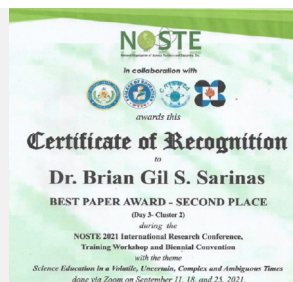 NOSTE
In collaboration with
awards this
Certificate of Recognition
to
Dr. Brian Gil S. Sarinas
BEST PAPER AWARD - SECOND PLACE
(Day 3- Cluster 2)
during the
NOSTE 2021 International Research Conference,
Training Workshop and Biennial Convention
with the theme
Science Education in a Volatile, Uncertain, Complex and Ambiguous Times
done via Zoom on September 11, 18, and 25, 2021.